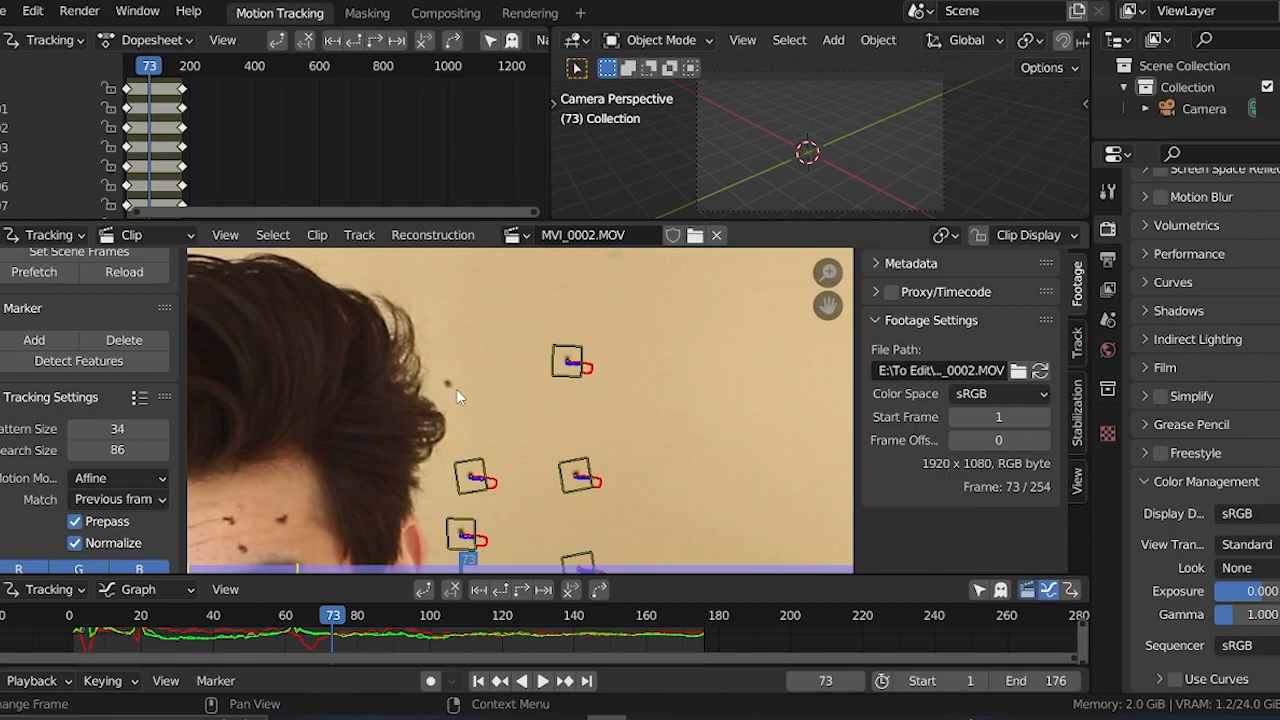 Edit Render Window Help Motion Tracking Masking Compositing Rendering + Scene ViewLayer
Tracking Dopesheet View Object Mode View Select Add Object Global
73 200 400 600 800 1000 1200
Options
Camera Perspective
(73) Collection
Scene Collection
Collection
Camera
Motion Blur
Volumetrics
Performance
Curves
Shadows
Indirect Lighting
Film
Simplify
Grease Pencil
Freestyle
Color Management
Display D... sRGB
View Tran... Standard
Look None
Exposure 0.000
Gamma 1.000
Sequencer sRGB
Use Curves
Tracking Clip View Select Clip Track Reconstruction MVI_0002.MOV Clip Display
Set Scene Frames
Prefetch Reload
Marker
Add Delete
Detect Features
Tracking Settings
attern Size 34
earch Size 86
Motion Mo... Affine
Match Previous fram
Prepass
Normalize
R G B
73
Metadata
Proxy/Timecode
Footage Settings
File Path:
E:\To Edit\..._0002.MOV
Color Space sRGB
Start Frame 1
Frame Offs... 0
1920 x 1080, RGB byte
Frame: 73 / 254
Footage
Track
Stabilization
View
Tracking Graph View
0 20 40 60 73 100 120 140 160 180 200 220 240 260 280
Playback Keying View Marker 73 Start 1 End 176
ange Frame Pan View Context Menu Memory: 2.0 GiB | VRAM: 1.2/24.0 GiB